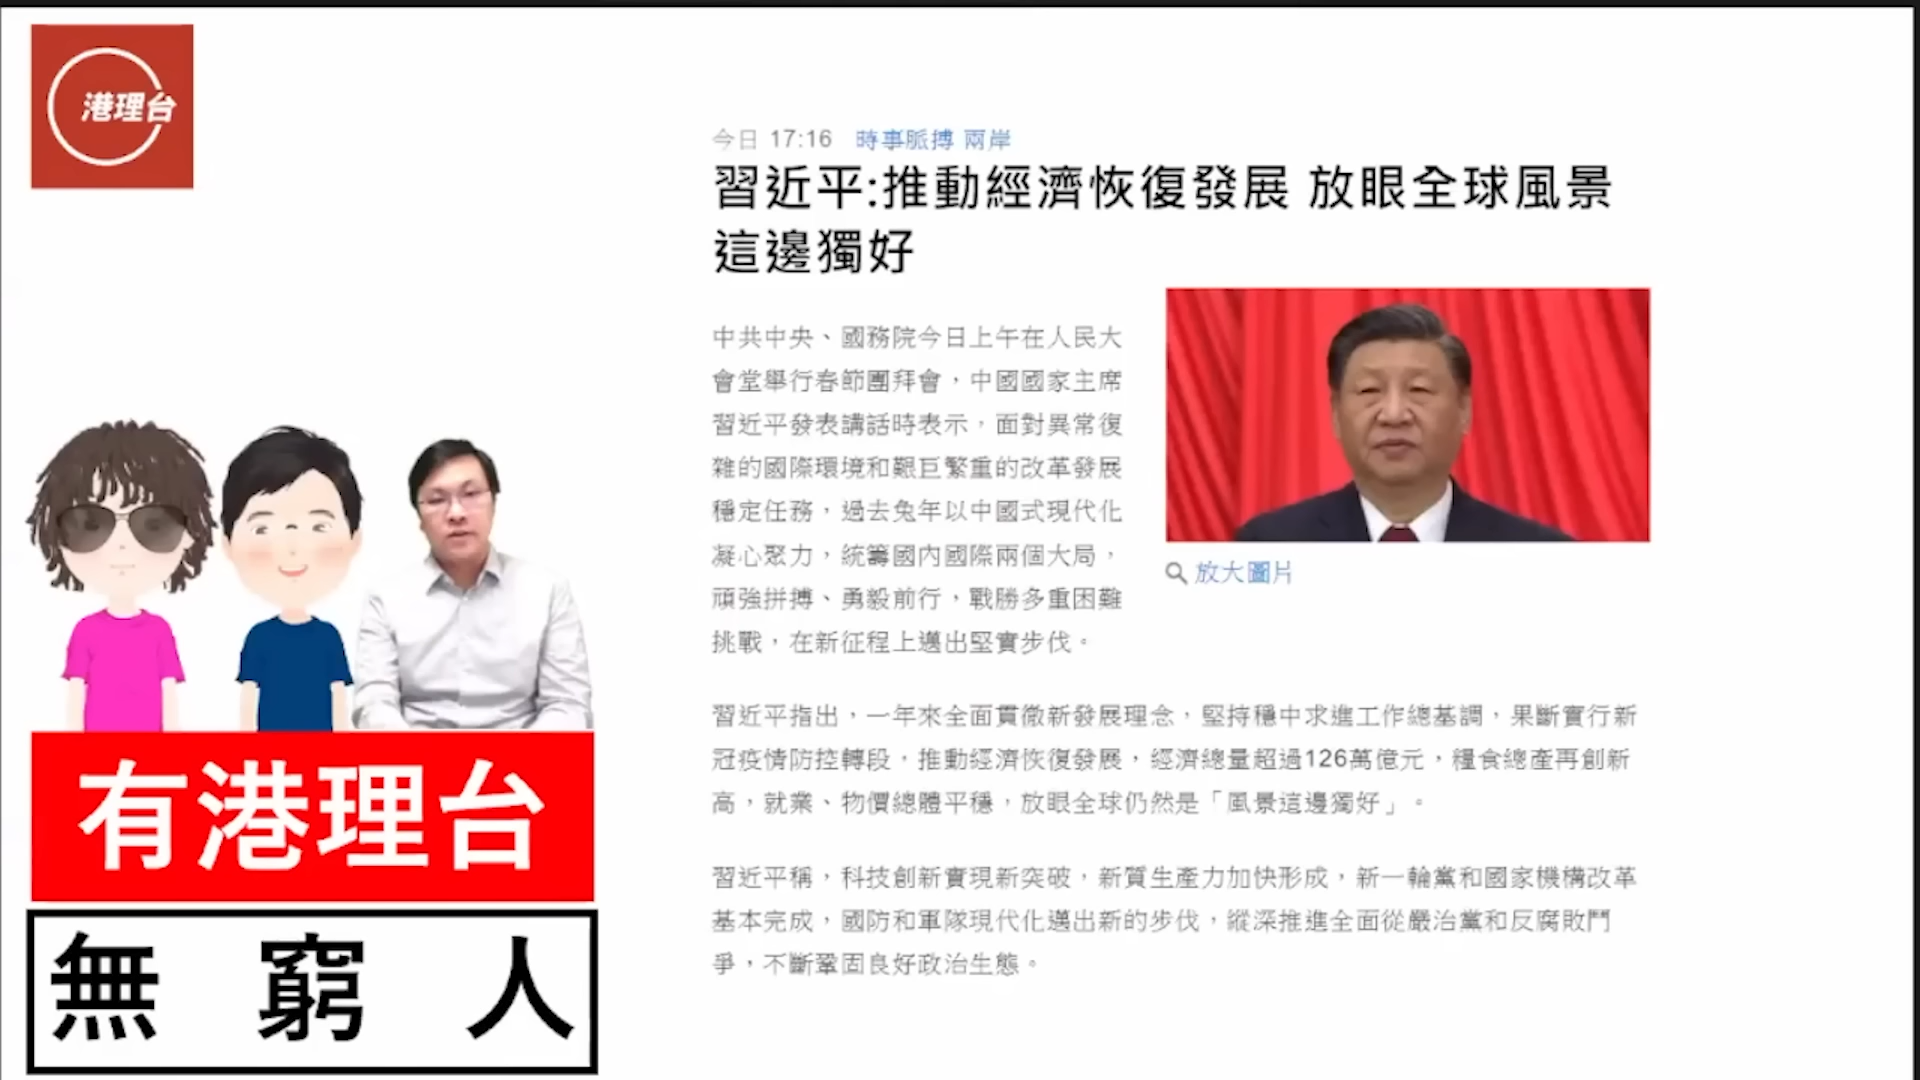 港理台
今日 17:16 時事脈搏 兩岸
習近平:推動經濟恢復發展 放眼全球風景
這邊獨好
中共中央、國務院今日上午在人民大
會堂舉行春節團拜會，中國國家主席
習近平發表講話時表示，面對異常復
雜的國際環境和艱巨繁重的改革發展
穩定任務，過去兔年以中國式現代化
凝心聚力，統籌國內國際兩個大局，
頑強拼搏、勇毅前行，戰勝多重困難
挑戰，在新征程上邁出堅實步伐。
放大圖片
習近平指出，一年來全面貫徹新發展理念，堅持穩中求進工作總基調，果斷實行新
冠疫情防控轉段，推動經濟恢復發展，經濟總量超過126萬億元，糧食總產再創新
高，就業、物價總體平穩，放眼全球仍然是「風景這邊獨好」。
習近平稱，科技創新實現新突破，新質生產力加快形成，新一輪黨和國家機構改革
基本完成，國防和軍隊現代化邁出新的步伐，縱深推進全面從嚴治黨和反腐敗鬥
爭，不斷鞏固良好政治生態。
有港理台
無 窮 人